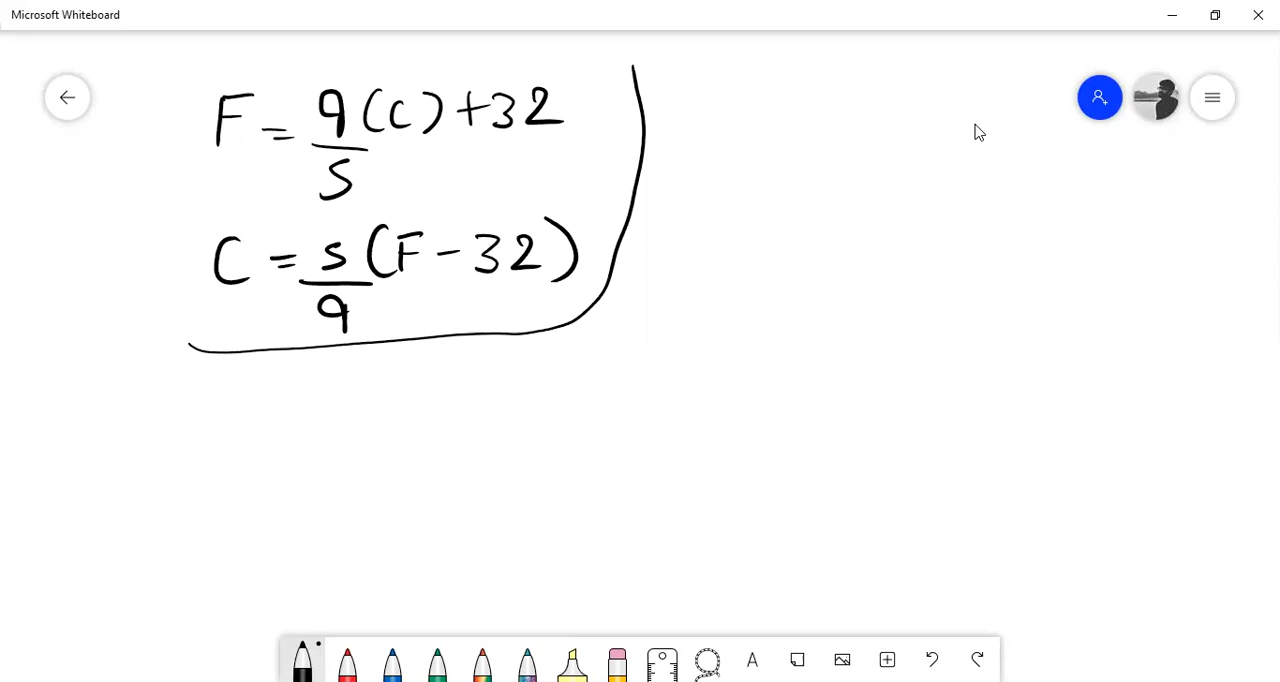 Microsoft Whiteboard
F = 9/5 (C) + 32
C = 5/9 (F - 32)
A